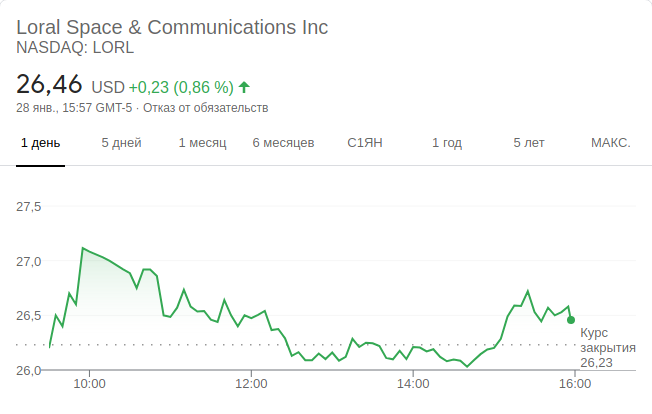 Loral Space & Communications Inc
NASDAQ: LORL
26,46 USD +0,23 (0,86 %)
28 янв., 15:57 GMT-5 · Отказ от обязательств
1 день 5 дней 1 месяц 6 месяцев С1ЯН 1 год 5 лет МАКС.
27,5
27,0
26,5
26,0
Курс
закрытия
26,23
10:00 12:00 14:00 16:00